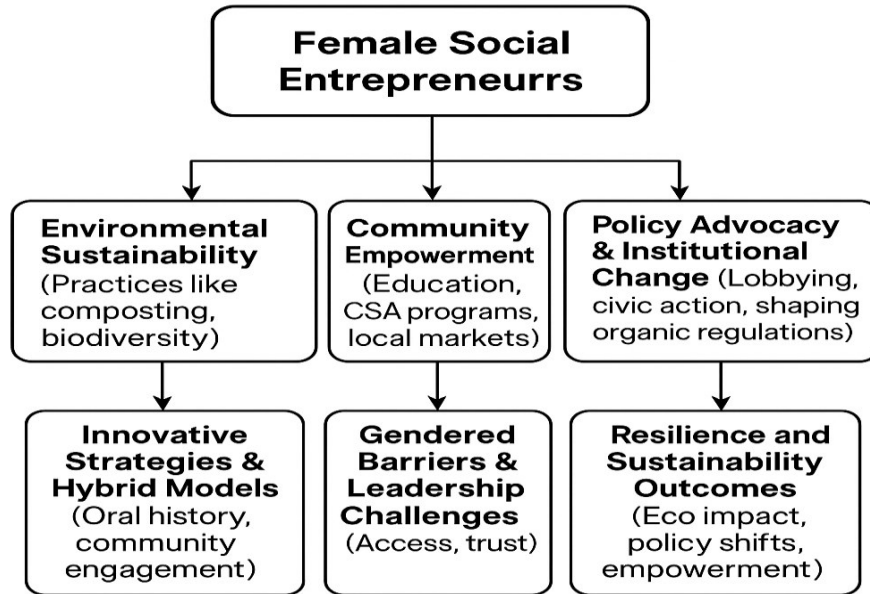 Female Social
Entrepreneurrs
Environmental
Sustainability
(Practices like
composting,
biodiversity)
Community
Empowerment
(Education,
CSA programs,
local markets)
Policy Advocacy
& Institutional
Change (Lobbying,
civic action, shaping
organic regulations)
Innovative
Strategies &
Hybrid Models
(Oral history,
community
engagement)
Gendered
Barriers &
Leadership
Challenges
(Access, trust)
Resilience and
Sustainability
Outcomes
(Eco impact,
policy shifts,
empowerment)